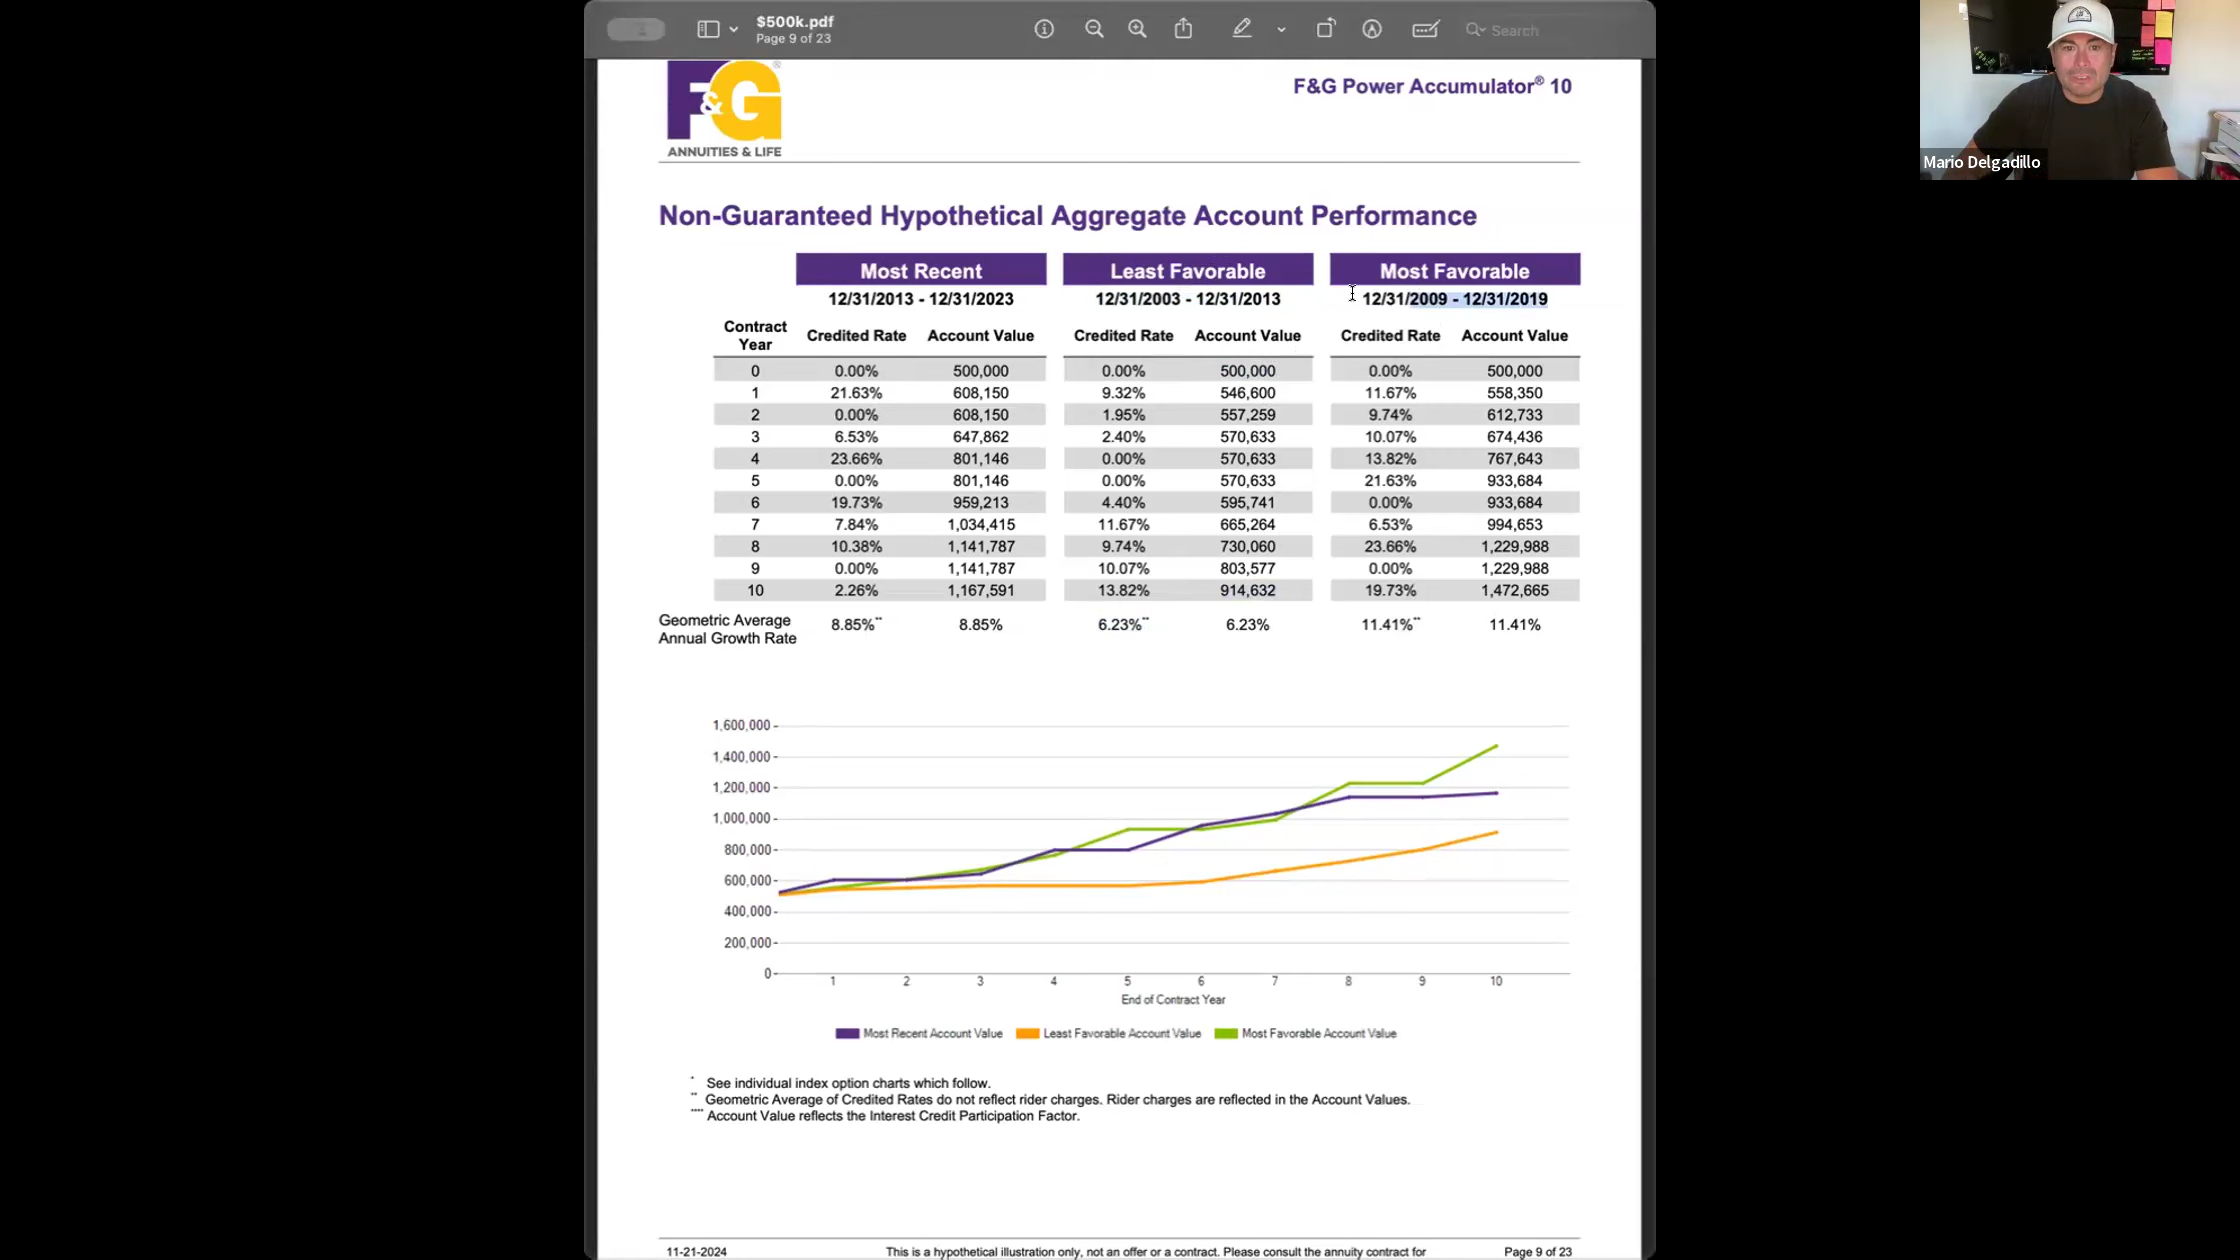 $500k.pdf
Page 9 of 23
Search
Mario Delgadillo
F&G
ANNUITIES & LIFE
F&G Power Accumulator® 10
Non-Guaranteed Hypothetical Aggregate Account Performance
Most Recent Least Favorable Most Favorable
12/31/2013 - 12/31/2023 12/31/2003 - 12/31/2013 12/31/2009 - 12/31/2019
Contract Year Credited Rate Account Value Credited Rate Account Value Credited Rate Account Value
0 0.00% 500,000 0.00% 500,000 0.00% 500,000
1 21.63% 608,150 9.32% 546,600 11.67% 558,350
2 0.00% 608,150 1.95% 557,259 9.74% 612,733
3 6.53% 647,862 2.40% 570,633 10.07% 674,436
4 23.66% 801,146 0.00% 570,633 13.82% 767,643
5 0.00% 801,146 0.00% 570,633 21.63% 933,684
6 19.73% 959,213 4.40% 595,741 0.00% 933,684
7 7.84% 1,034,415 11.67% 665,264 6.53% 994,653
8 10.38% 1,141,787 9.74% 730,060 23.66% 1,229,988
9 0.00% 1,141,787 10.07% 803,577 0.00% 1,229,988
10 2.26% 1,167,591 13.82% 914,632 19.73% 1,472,665
Geometric Average
Annual Growth Rate 8.85%** 8.85% 6.23%** 6.23% 11.41%** 11.41%
1,600,000
1,400,000
1,200,000
1,000,000
800,000
600,000
400,000
200,000
0
1 2 3 4 5 6 7 8 9 10
End of Contract Year
Most Recent Account Value Least Favorable Account Value Most Favorable Account Value
* See individual index option charts which follow.
** Geometric Average of Credited Rates do not reflect rider charges. Rider charges are reflected in the Account Values.
**** Account Value reflects the Interest Credit Participation Factor.
11-21-2024 This is a hypothetical illustration only, not an offer or a contract. Please consult the annuity contract for Page 9 of 23